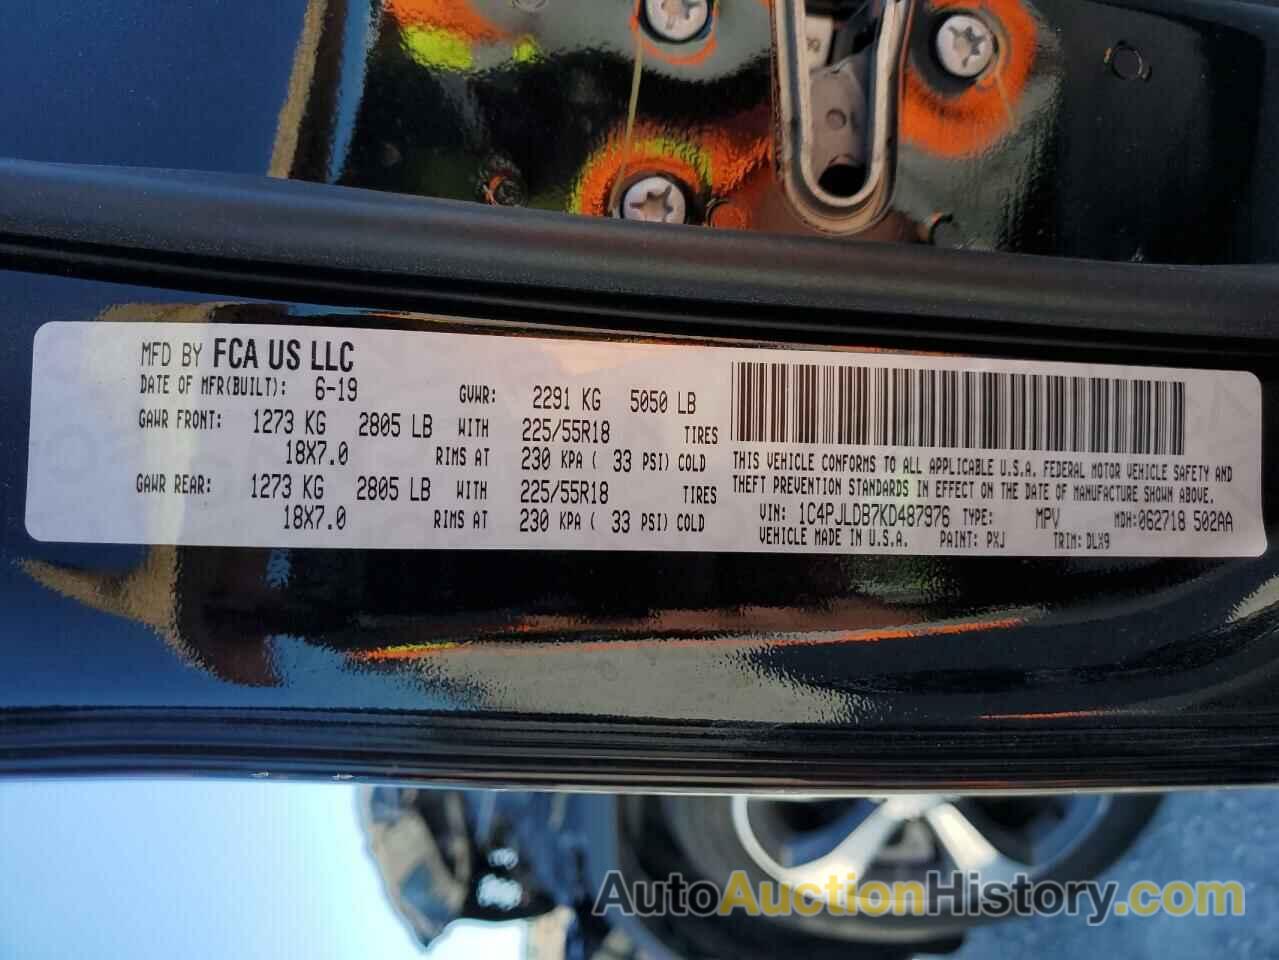 MFD BY FCA US LLC
DATE OF MFR(BUILT): 6-19 GVWR: 2291 KG 5050 LB
GAWR FRONT: 1273 KG 2805 LB WITH 225/55R18 TIRES
18X7.0 RIMS AT 230 KPA ( 33 PSI) COLD
GAWR REAR: 1273 KG 2805 LB WITH 225/55R18 TIRES
18X7.0 RIMS AT 230 KPA ( 33 PSI) COLD
THIS VEHICLE CONFORMS TO ALL APPLICABLE U.S.A. FEDERAL MOTOR VEHICLE SAFETY AND
THEFT PREVENTION STANDARDS IN EFFECT ON THE DATE OF MANUFACTURE SHOWN ABOVE.
VIN: 1C4PJLDB7KD487976 TYPE: MPV MDH:062718 502AA
VEHICLE MADE IN U.S.A. PAINT: PXJ TRIM: DLX9
AutoAuctionHistory.com